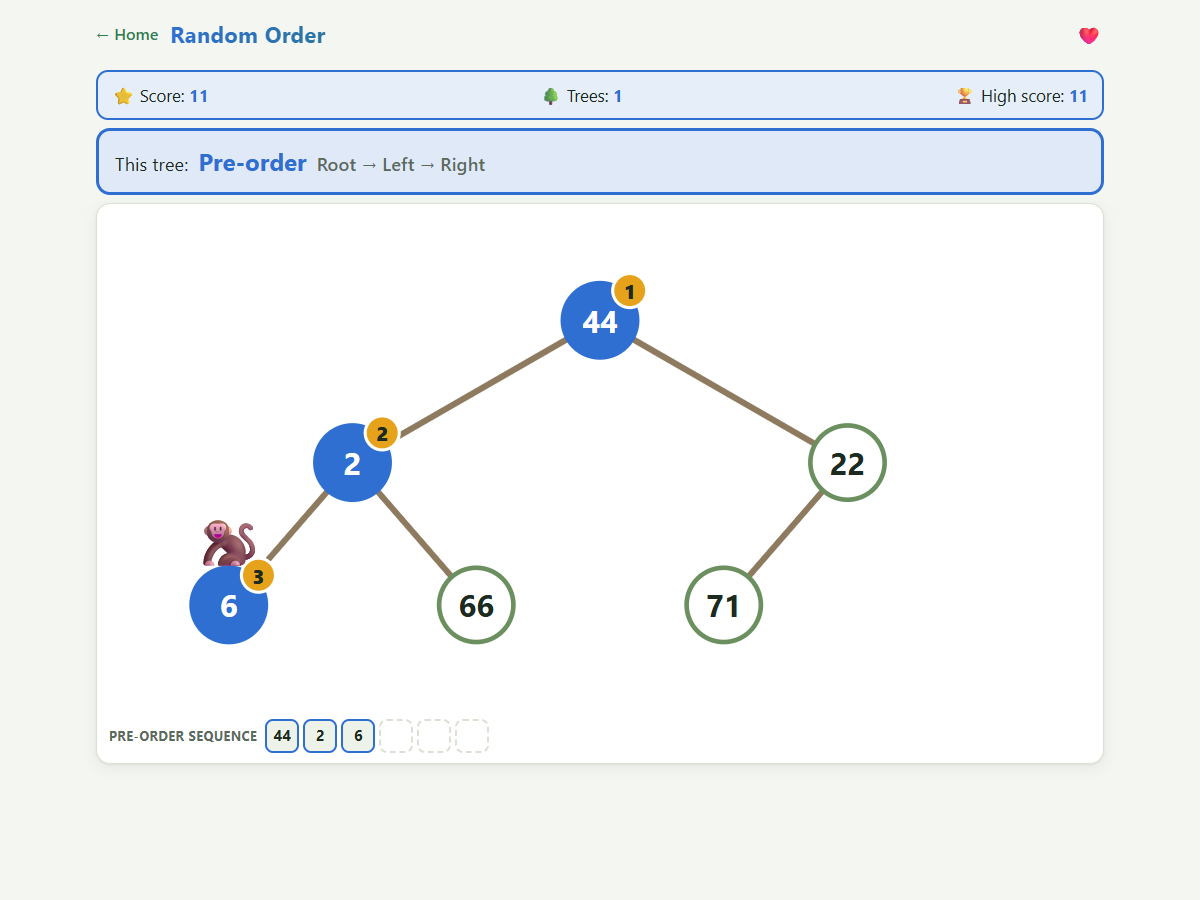 ← Home Random Order
Score: 11 Trees: 1 High score: 11
This tree: Pre-order Root → Left → Right
1
44
2
2
22
3
6
66
71
PRE-ORDER SEQUENCE 44 2 6